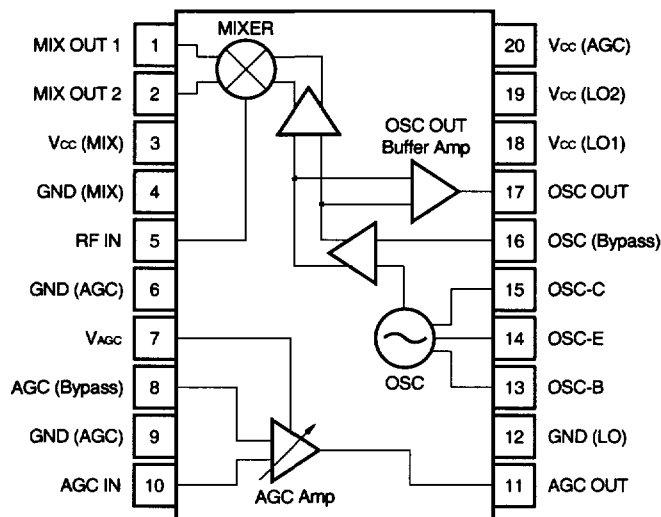 MIXER
MIX OUT 1 1
MIX OUT 2 2
Vcc (MIX) 3
GND (MIX) 4
RF IN 5
GND (AGC) 6
VAGC 7
AGC (Bypass) 8
GND (AGC) 9
AGC IN 10
OSC OUT
Buffer Amp
OSC
AGC Amp
20 Vcc (AGC)
19 Vcc (LO2)
18 Vcc (LO1)
17 OSC OUT
16 OSC (Bypass)
15 OSC-C
14 OSC-E
13 OSC-B
12 GND (LO)
11 AGC OUT